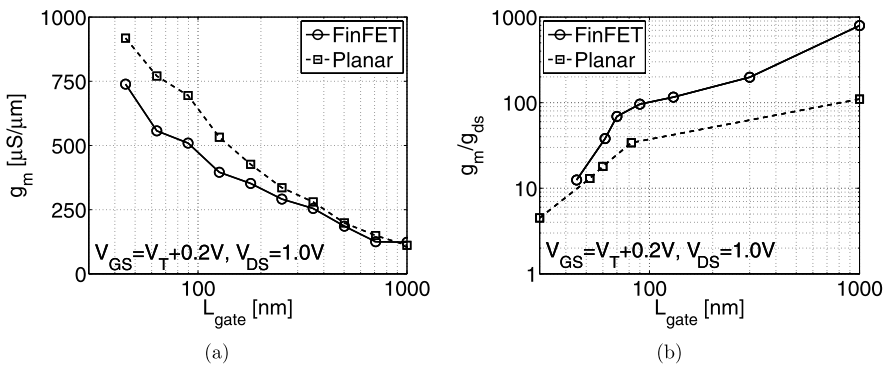 1000
750
500
250
0
g_m [μS/μm]
FinFET
Planar
V_GS=V_T+0.2V, V_DS=1.0V
100
1000
L_gate [nm]
(a)
1000
100
10
1
g_m/g_ds
FinFET
Planar
V_GS=V_T+0.2V, V_DS=1.0V
30
100
1000
L_gate [nm]
(b)